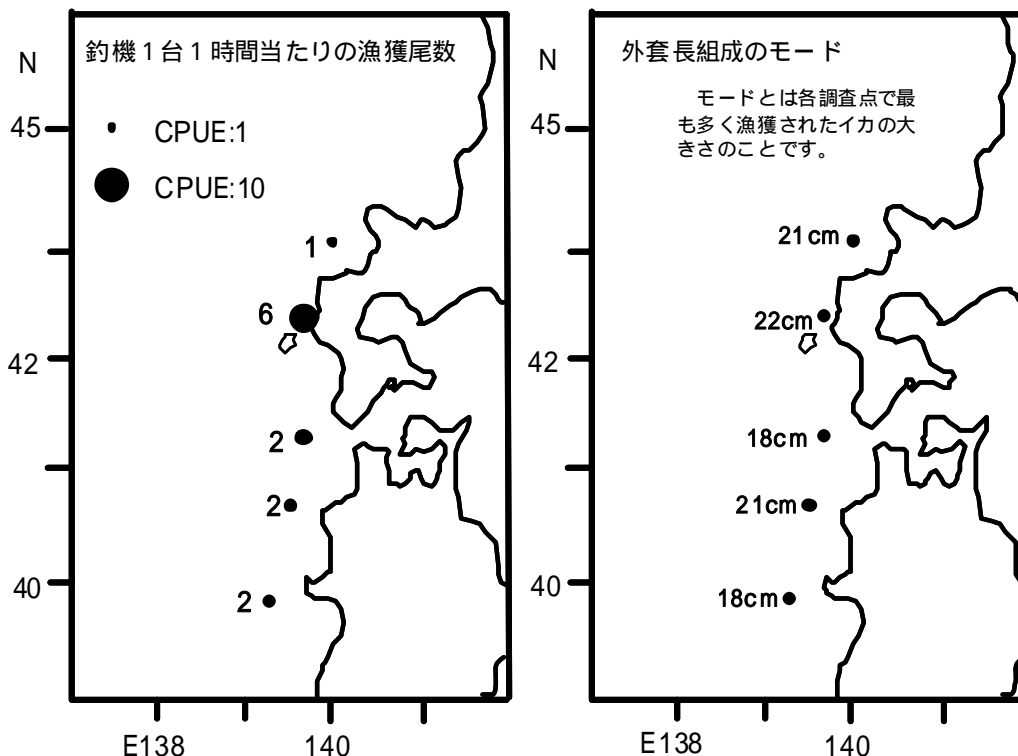 釣機1台1時間当たりの漁獲尾数
N
45
CPUE:1
CPUE:10
1
6
42
2
2
40
2
E138
140
外套長組成のモード
モードとは各調査点で最
も多く漁獲されたイカの大
きさのことです。
N
45
21cm
22cm
42
18cm
21cm
40
18cm
E138
140